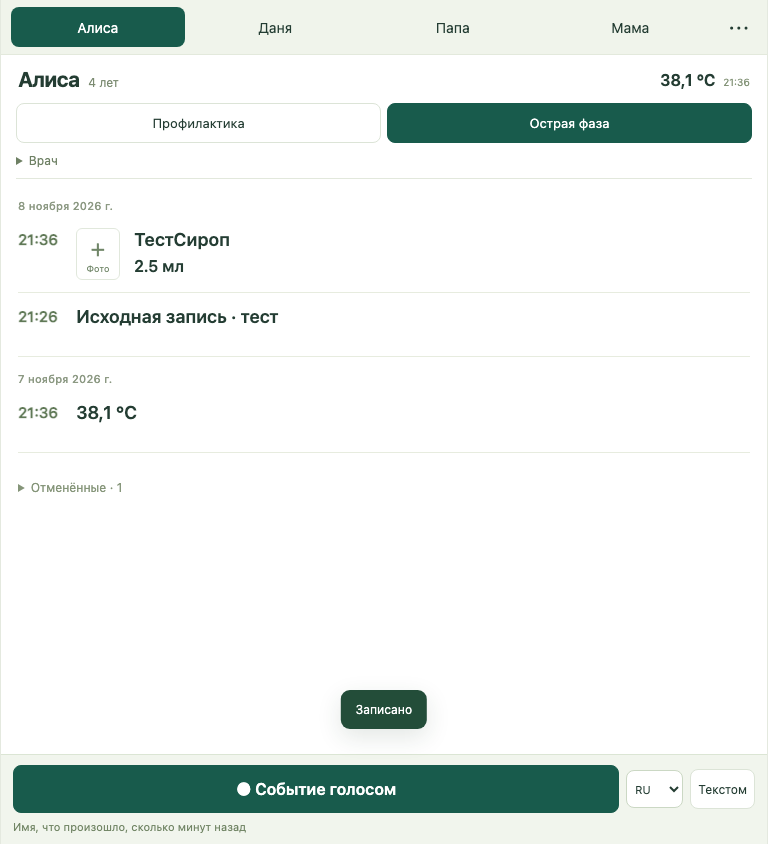 Алиса Даня Папа Мама ...
Алиса 4 лет 38,1 °C 21:36
Профилактика Острая фаза
Врач
8 ноября 2026 г.
21:36 + Фото ТестСироп
2.5 мл
21:26 Исходная запись · тест
7 ноября 2026 г.
21:36 38,1 °C
Отменённые · 1
Записано
Событие голосом RU Текстом
Имя, что произошло, сколько минут назад